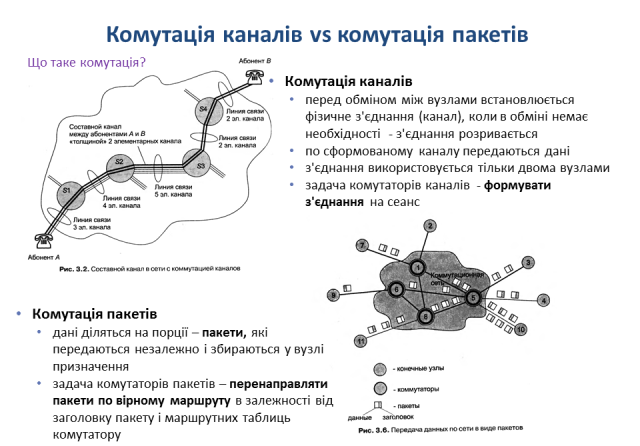 Комутація каналів vs комутація пакетів
Що таке комутація?
Абонент B
S4
Линия связи
2 эл. канала
Составной канал
между абонентами А и В
«толщиной» 2 элементарных канала
Линия связи
2 эл. канала
S2
S3
S1
Линия связи
5 эл. канала
Линия связи
4 эл. канала
Линия связи
3 эл. канала
Абонент A
Рис. 3.2. Составной канал в сети с коммутацией каналов
• Комутація каналів
• перед обміном між вузлами встановлюється
фізичне з'єднання (канал), коли в обміні немає
необхідності - з'єднання розривається
• по сформованому каналу передаються дані
• з'єднання використовується тільки двома вузлами
• задача комутаторів каналів - формувати
з'єднання на сеанс
• Комутація пакетів
• дані діляться на порції – пакети, які
передаються незалежно і збираються у вузлі
призначення
• задача комутаторів пакетів – перенаправляти
пакети по вірному маршруту в залежності від
заголовку пакету і маршрутних таблиць
комутатору
2
7
1
3
Коммутационная
сеть
9
6
5
4
8
10
11
- конечные узлы
- коммутаторы
- пакеты
данные заголовок
Рис. 3.6. Передача данных по сети в виде пакетов